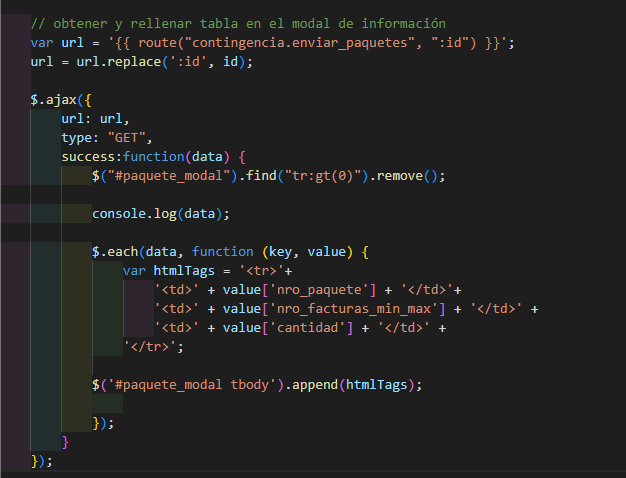 // obtener y rellenar tabla en el modal de información
var url = '{{ route("contingencia.enviar_paquetes", ":id") }}';
url = url.replace(':id', id);
$.ajax({
url: url,
type: "GET",
success:function(data) {
$("#paquete_modal").find("tr:gt(0)").remove();
console.log(data);
$.each(data, function (key, value) {
var htmlTags = '<tr>'+
'<td>' + value['nro_paquete'] + '</td>'+
'<td>' + value['nro_facturas_min_max'] + '</td>' +
'<td>' + value['cantidad'] + '</td>' +
'</tr>';
$('#paquete_modal tbody').append(htmlTags);
});
}
});